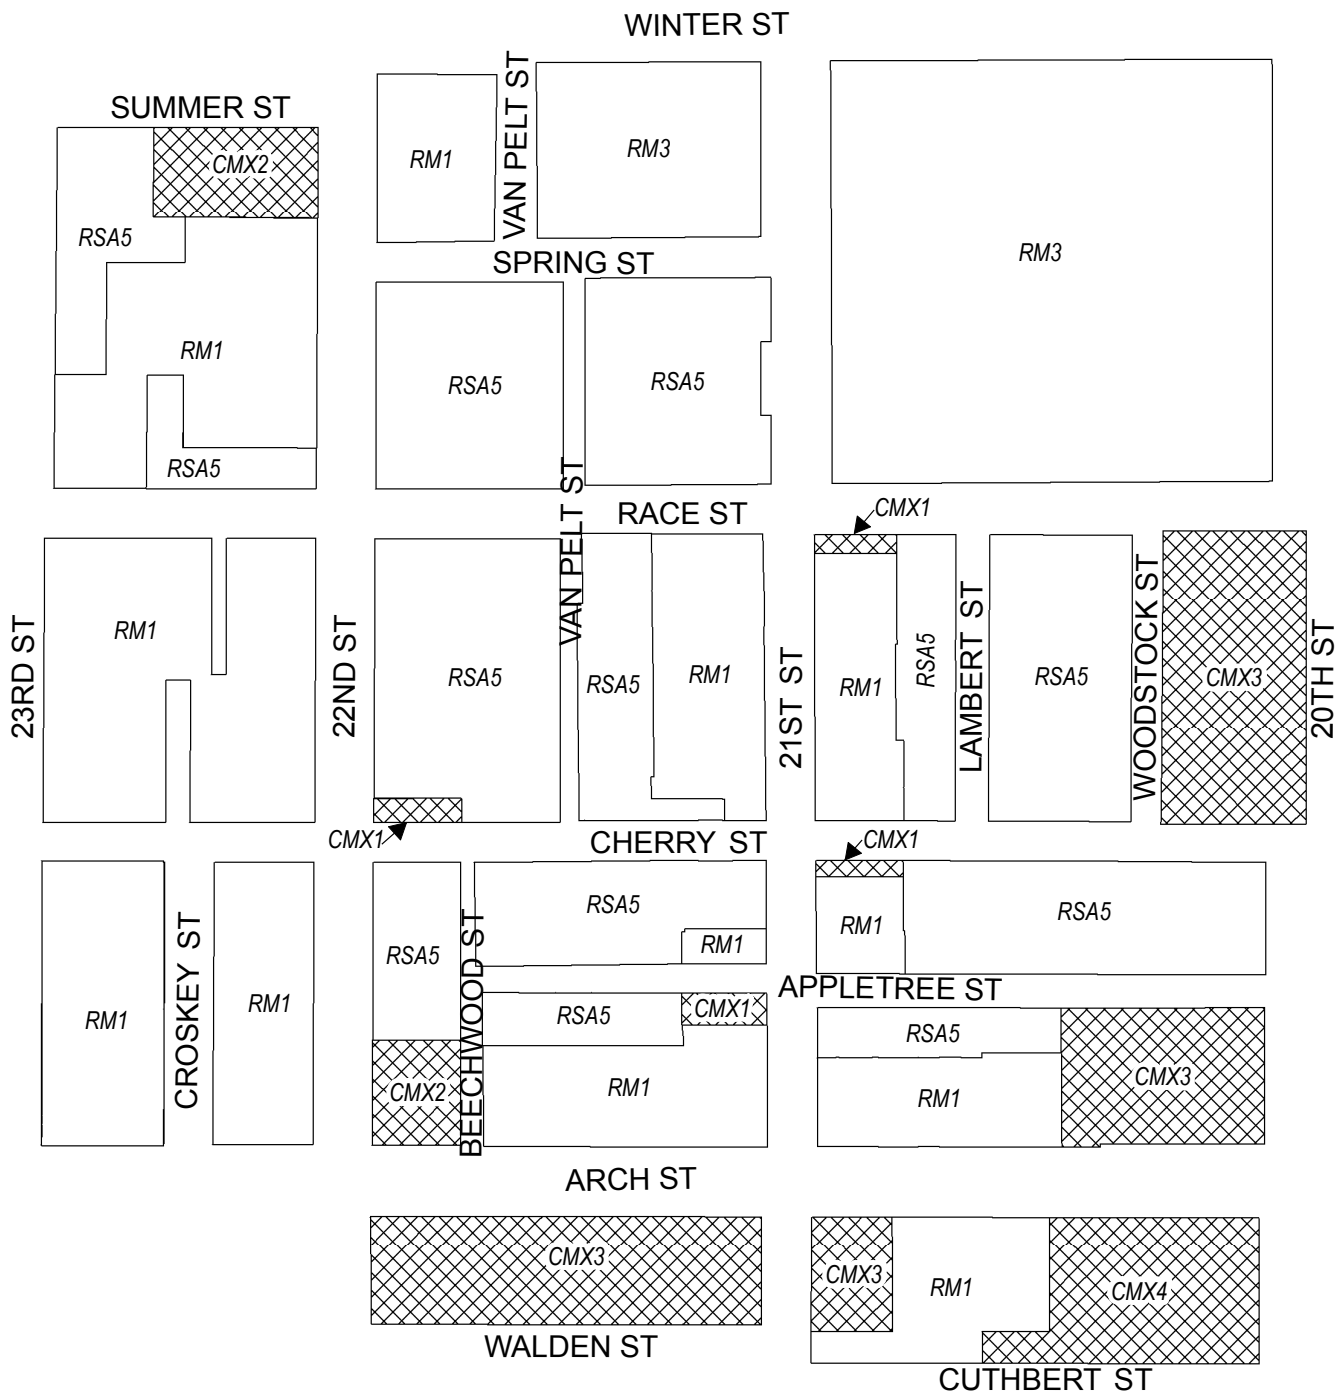 WINTER ST
VAN PELT ST
SUMMER ST
CMX2
RM1
RM3
RSA5
SPRING ST
RM3
RM1
RSA5
RSA5
RSA5
VAN PELT ST
RACE ST
CMX1
23RD ST
RM1
22ND ST
RSA5
RSA5
RM1
21ST ST
RM1
RSA5
LAMBERT ST
RSA5
WOODSTOCK ST
CMX3
20TH ST
CMX1
CHERRY ST
CMX1
RSA5
RM1
RM1
RSA5
RM1
CROSKEY ST
RM1
RSA5
BEECHWOOD ST
APPLETREE ST
RSA5
CMX1
RSA5
CMX2
RM1
RM1
CMX3
ARCH ST
CMX3
CMX3
RM1
CMX4
WALDEN ST
CUTHBERT ST